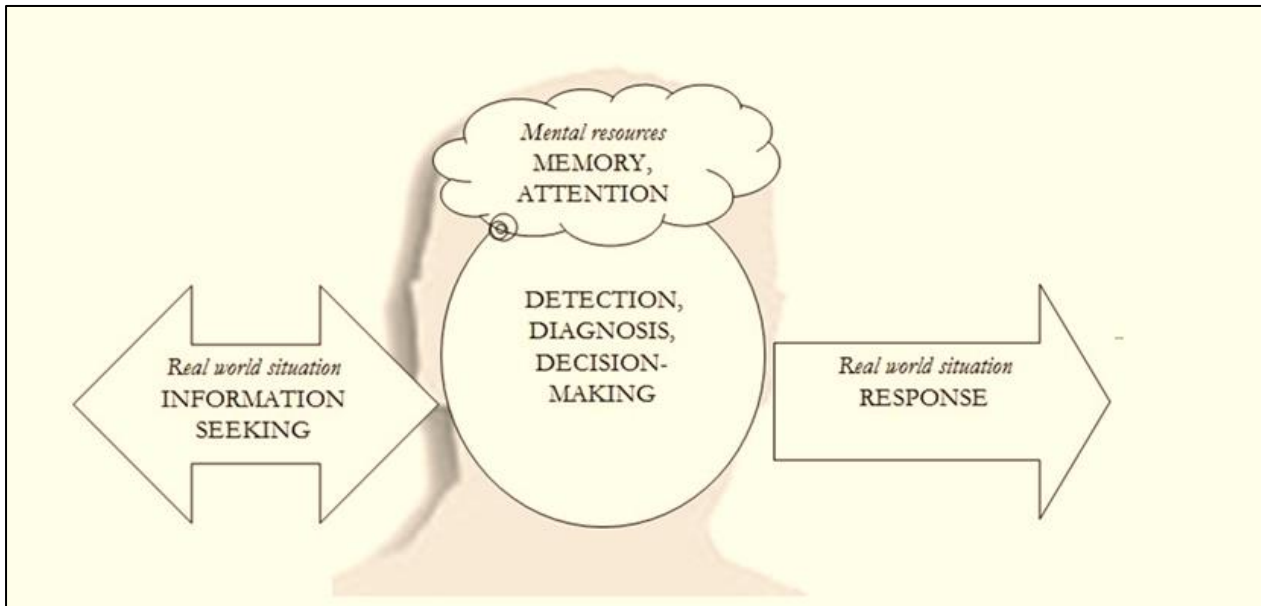 Mental resources
MEMORY,
ATTENTION
DETECTION,
DIAGNOSIS,
DECISION-
MAKING
Real world situation
INFORMATION
SEEKING
Real world situation
RESPONSE